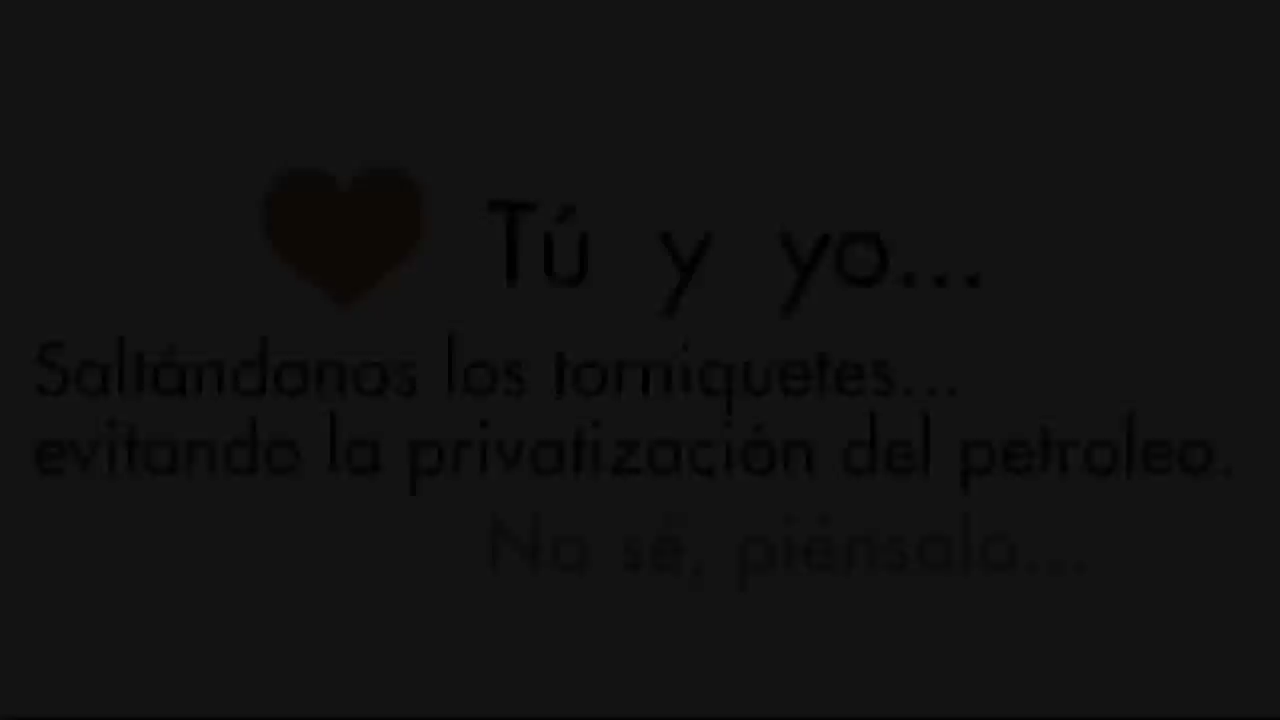 Tú y yo...
Saltándonos los torniquetes...
evitando la privatización del petroleo.
No sé, piénsalo...